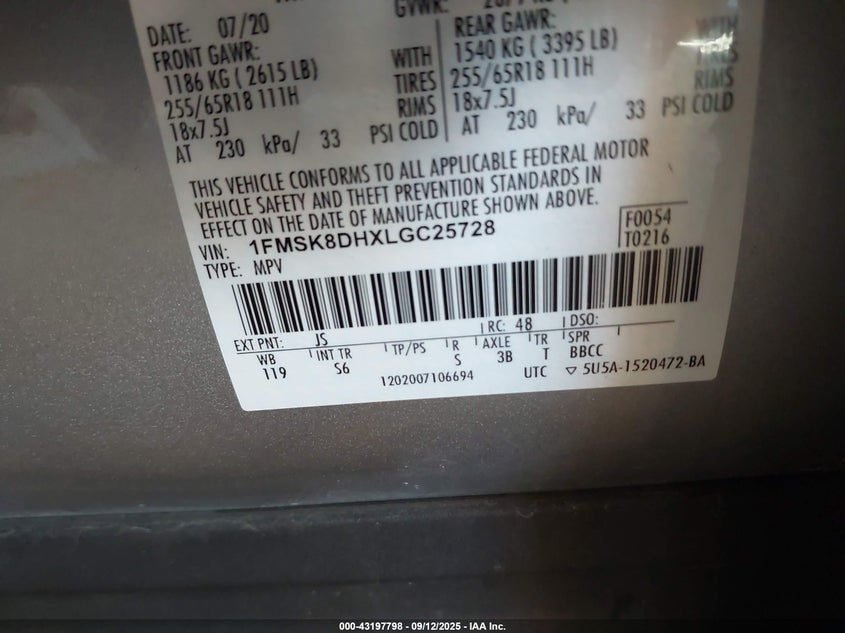 GVWR:
DATE: 07/20
FRONT GAWR:
1186 KG ( 2615 LB) WITH
255/65R18 111H TIRES
18x7.5J RIMS
AT 230 kPa/ 33 PSI COLD
REAR GAWR:
1540 KG ( 3395 LB) WITH
255/65R18 111H TIRES
18x7.5J RIMS
AT 230 kPa/ 33 PSI COLD
THIS VEHICLE CONFORMS TO ALL APPLICABLE FEDERAL MOTOR
VEHICLE SAFETY AND THEFT PREVENTION STANDARDS IN
EFFECT ON THE DATE OF MANUFACTURE SHOWN ABOVE.
VIN: 1FMSK8DHXLGC25728
TYPE: MPV
F0054
T0216
EXT PNT: JS RC: 48 DSO:
WB INT TR TP/PS R AXLE TR SPR
119 S6 S 3B T BBCC
1202007106694 UTC ▽ 5U5A-1520472-BA
000-43197798 - 09/12/2025 - IAA Inc.